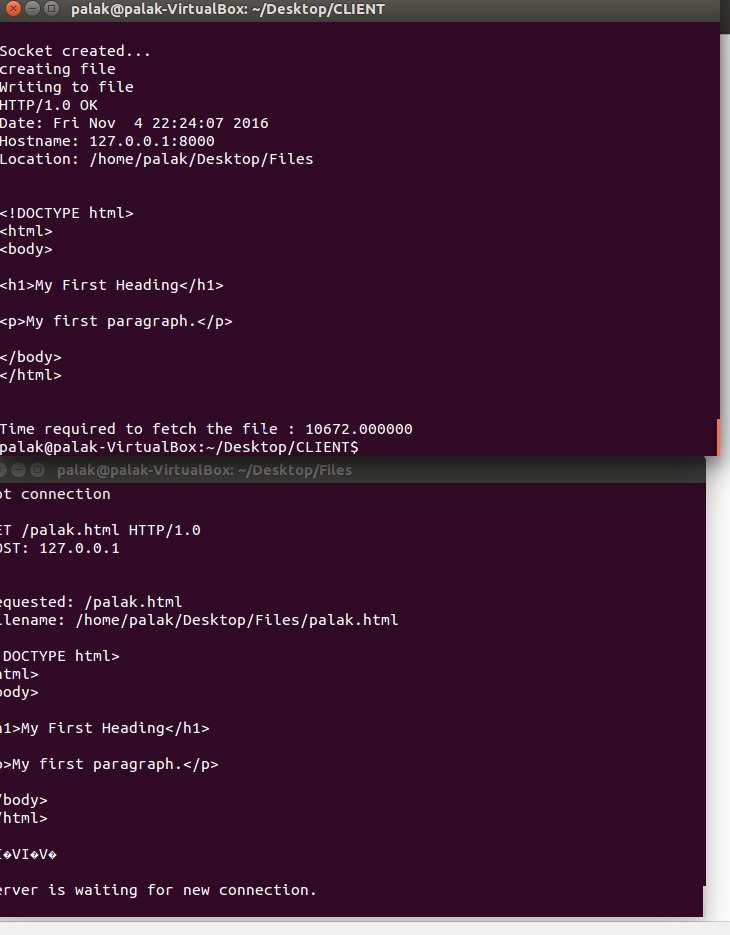 palak@palak-VirtualBox: ~/Desktop/CLIENT
Socket created...
creating file
Writing to file
HTTP/1.0 OK
Date: Fri Nov  4 22:24:07 2016
Hostname: 127.0.0.1:8000
Location: /home/palak/Desktop/Files
<!DOCTYPE html>
<html>
<body>
<h1>My First Heading</h1>
<p>My first paragraph.</p>
</body>
</html>
Time required to fetch the file : 10672.000000
palak@palak-VirtualBox:~/Desktop/CLIENT$
palak@palak-VirtualBox: ~/Desktop/Files
ot connection
ET /palak.html HTTP/1.0
OST: 127.0.0.1
equested: /palak.html
lename: /home/palak/Desktop/Files/palak.html
DOCTYPE html>
tml>
ody>
1>My First Heading</h1>
>My first paragraph.</p>
/body>
/html>
I�VI�V�
erver is waiting for new connection.